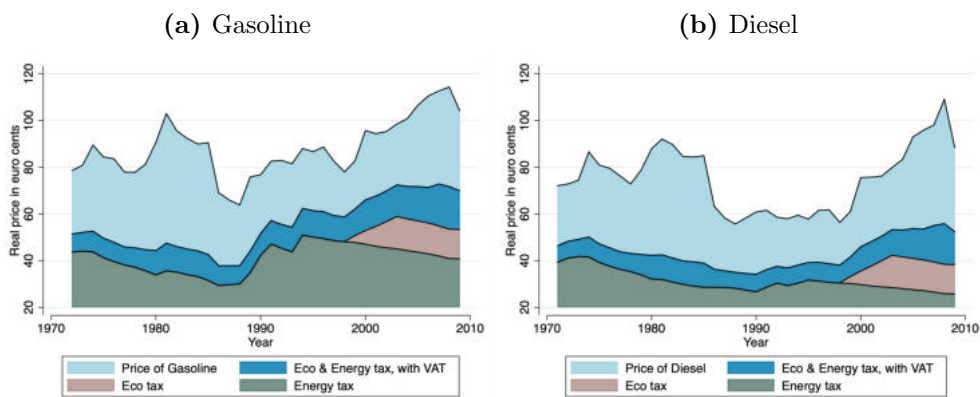 (a) Gasoline
Real price in euro cents
120
100
80
60
40
20
1970 1980 1990 2000 2010
Year
Price of Gasoline Eco & Energy tax, with VAT
Eco tax Energy tax
(b) Diesel
Real price in euro cents
120
100
80
60
40
20
1970 1980 1990 2000 2010
Year
Price of Diesel Eco & Energy tax, with VAT
Eco tax Energy tax